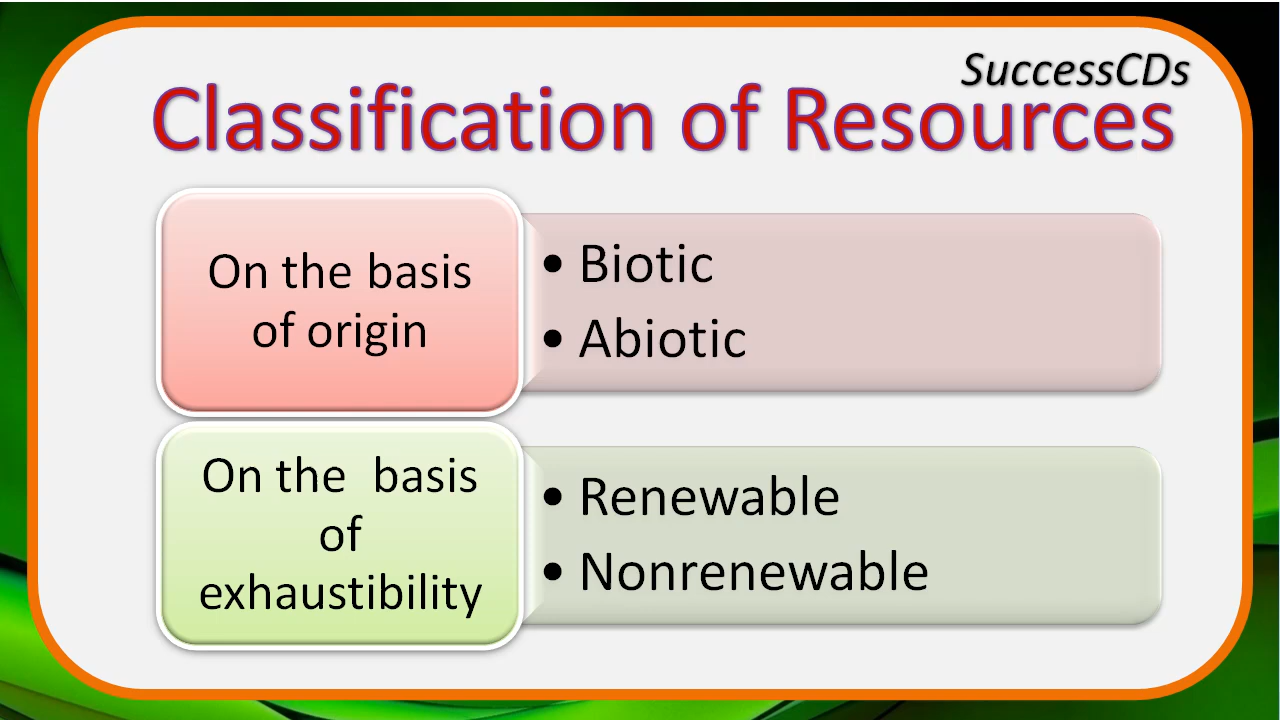 SuccessCDs
Classification of Resources
On the basis
of origin
• Biotic
• Abiotic
On the basis
of
exhaustibility
• Renewable
• Nonrenewable